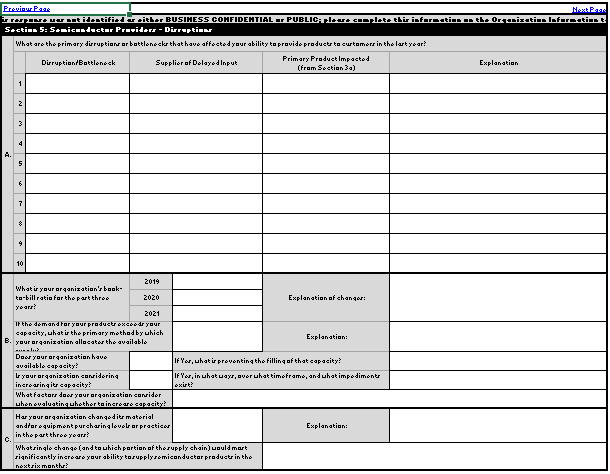 Previous Page
Next Page
is response was not identified as either BUSINESS CONFIDENTIAL or PUBLIC; please complete this information on the Organization Information t
Section 5: Semiconductor Providers - Disruptions
What are the primary disruptions or bottlenecks that have affected your ability to provide products to customers in the last year?
Disruption/Bottleneck
Supplier of Delayed Input
Primary Product Impacted
(from Section 3a)
Explanation
A.
1
2
3
4
5
6
7
8
9
10
B.
What is your organization's book-
to-bill ratio for the past three
years?
2019
2020
2021
Explanation of changes:
If the demand for your products exceeds your
capacity, what is the primary method by which
your organization allocates the available
Explanation:
Does your organization have
available capacity?
If Yes, what is preventing the filling of that capacity?
Is your organization considering
increasing its capacity?
If Yes, in what ways, over what timeframe, and what impediments
exist?
What factors does your organization consider
when evaluating whether to increase capacity?
C.
Has your organization changed its material
and/or equipment purchasing levels or practices
in the past three years?
Explanation:
What single change (and to which portion of the supply chain) would most
significantly increase your ability to supply semiconductor products in the
next six months?